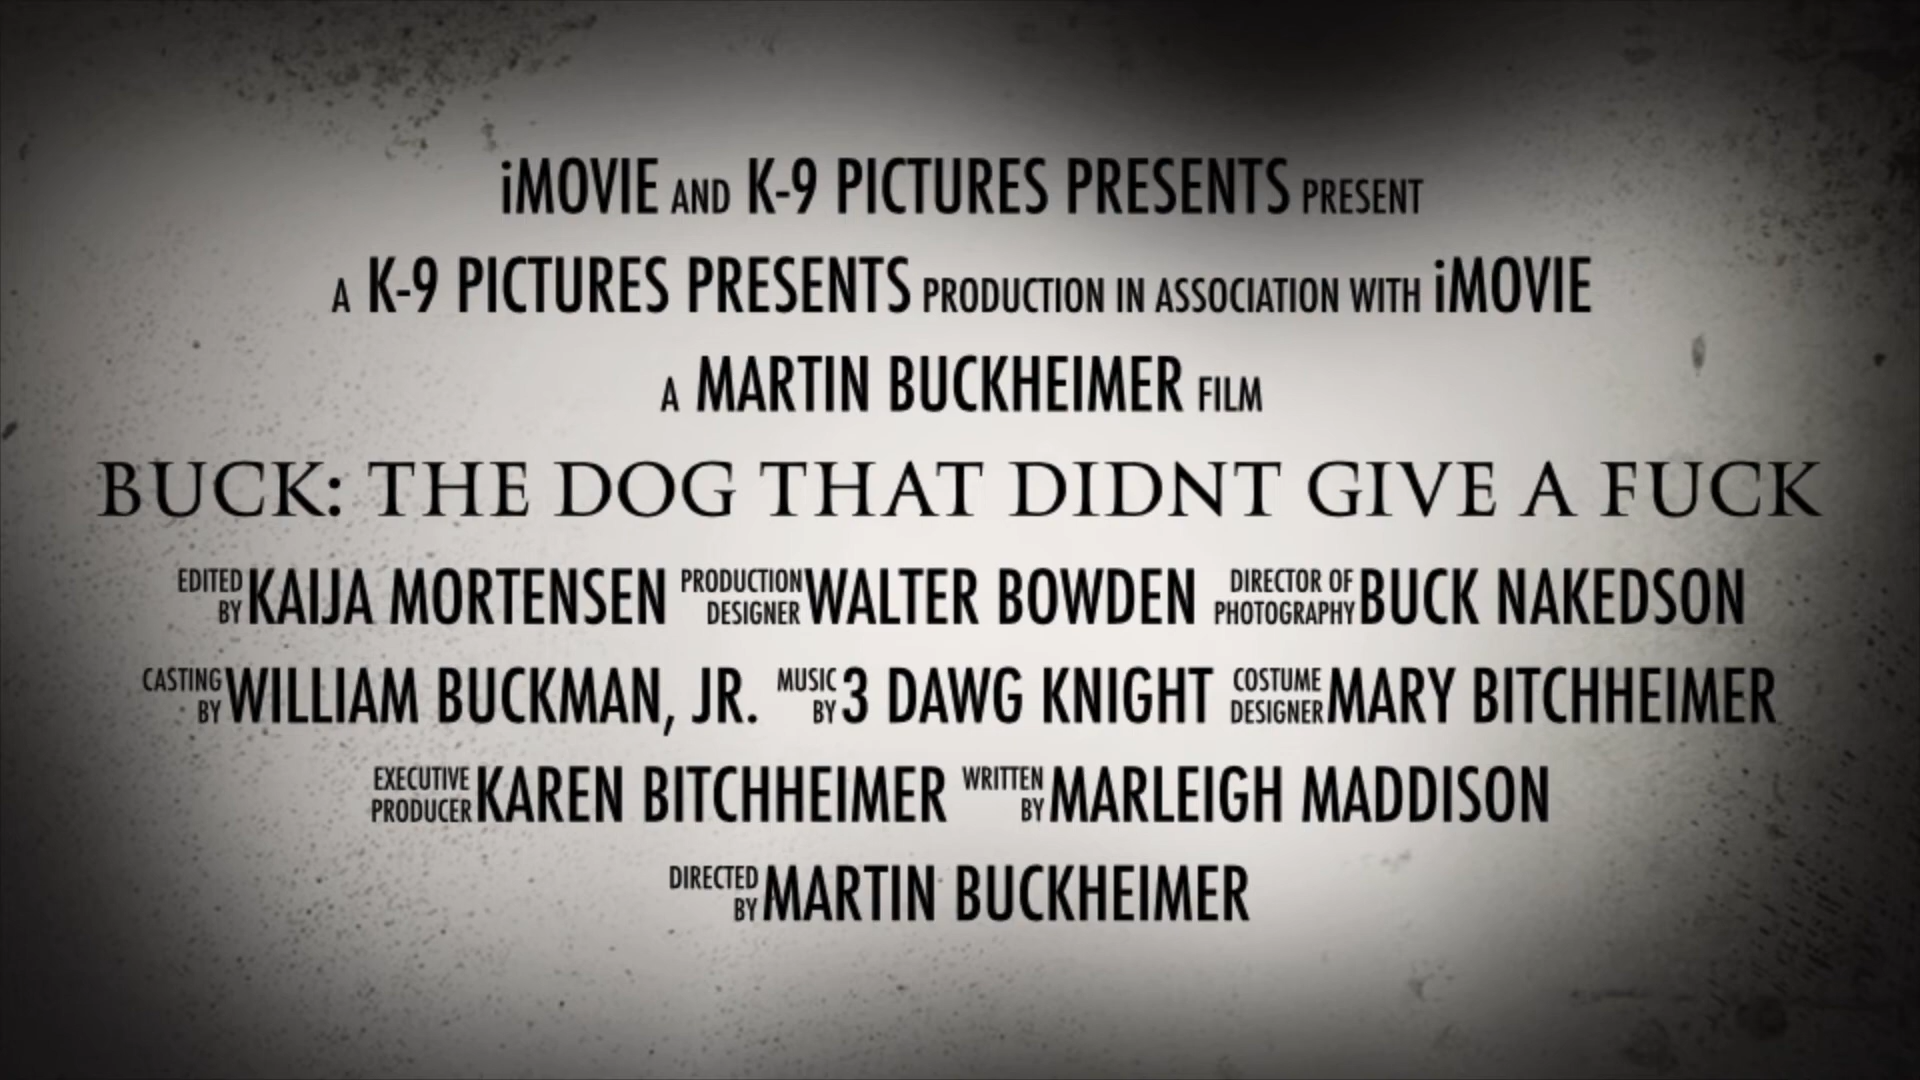 iMOVIE AND K-9 PICTURES PRESENTS PRESENT
A K-9 PICTURES PRESENTS PRODUCTION IN ASSOCIATION WITH iMOVIE
A MARTIN BUCKHEIMER FILM
BUCK: THE DOG THAT DIDNT GIVE A FUCK
EDITED BY KAIJA MORTENSEN PRODUCTION DESIGNER WALTER BOWDEN DIRECTOR OF PHOTOGRAPHY BUCK NAKEDSON
CASTING BY WILLIAM BUCKMAN, JR. MUSIC BY 3 DAWG KNIGHT COSTUME DESIGNER MARY BITCHHEIMER
EXECUTIVE PRODUCER KAREN BITCHHEIMER WRITTEN BY MARLEIGH MADDISON
DIRECTED BY MARTIN BUCKHEIMER